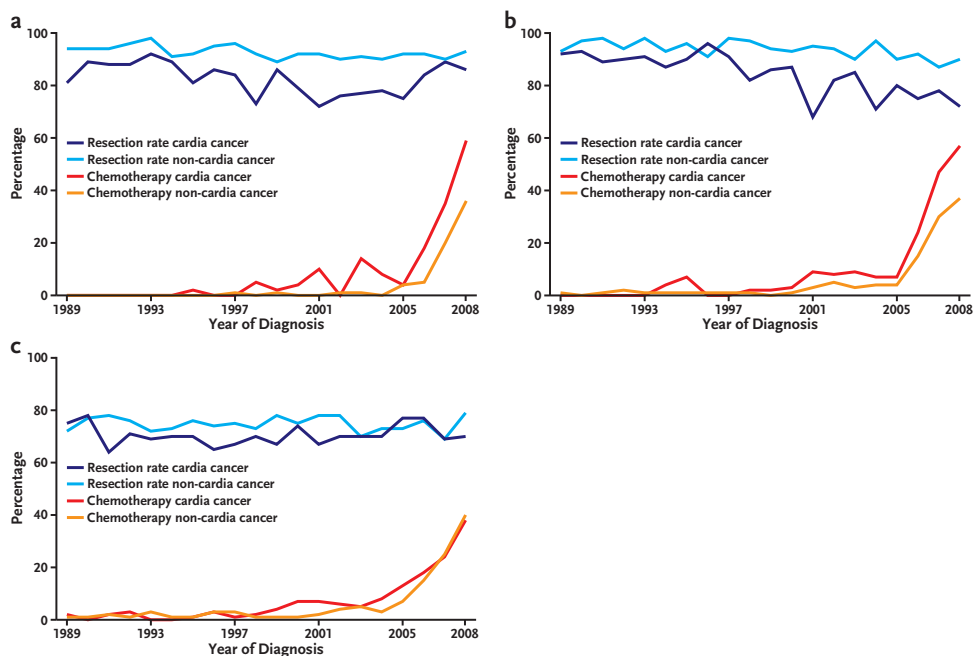 a
100
80
60
40
20
0
Percentage
Resection rate cardia cancer
Resection rate non-cardia cancer
Chemotherapy cardia cancer
Chemotherapy non-cardia cancer
1989 1993 1997 2001 2005 2008
Year of Diagnosis
b
100
80
60
40
20
0
Percentage
Resection rate cardia cancer
Resection rate non-cardia cancer
Chemotherapy cardia cancer
Chemotherapy non-cardia cancer
1989 1993 1997 2001 2005 2008
Year of Diagnosis
c
100
80
60
40
20
0
Percentage
Resection rate cardia cancer
Resection rate non-cardia cancer
Chemotherapy cardia cancer
Chemotherapy non-cardia cancer
1989 1993 1997 2001 2005 2008
Year of Diagnosis